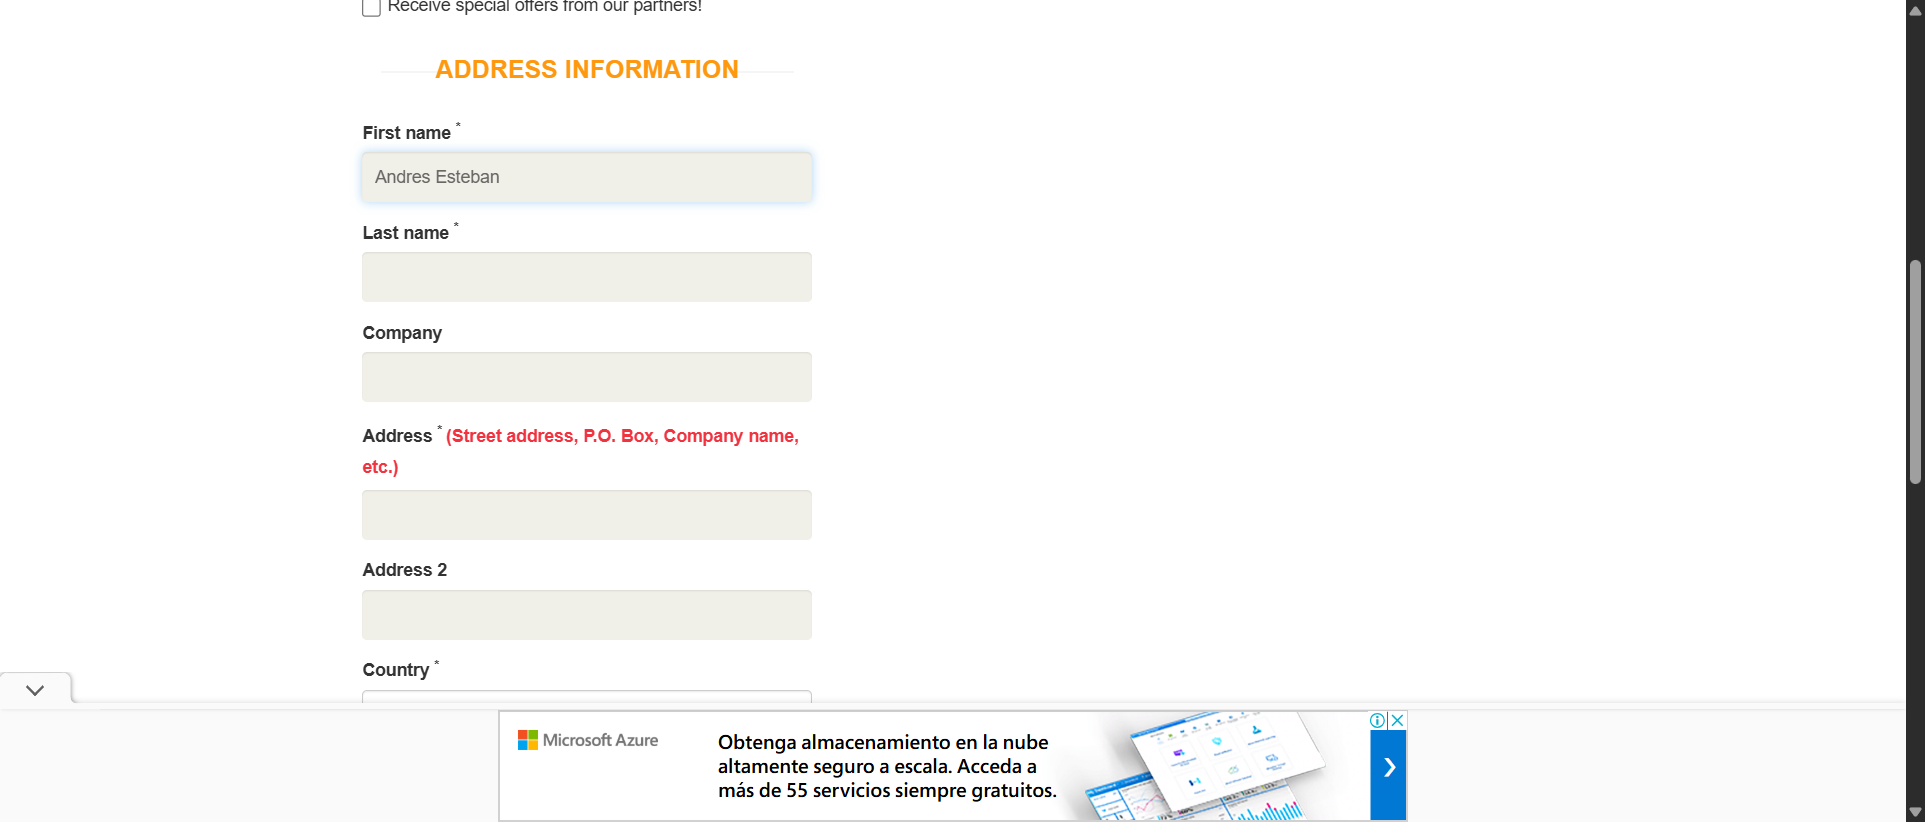 Receive special offers from our partners!
ADDRESS INFORMATION
First name *
Andres Esteban
Last name *
Company
Address * (Street address, P.O. Box, Company name,
etc.)
Address 2
Country *
Microsoft Azure
Obtenga almacenamiento en la nube
altamente seguro a escala. Acceda a
más de 55 servicios siempre gratuitos.